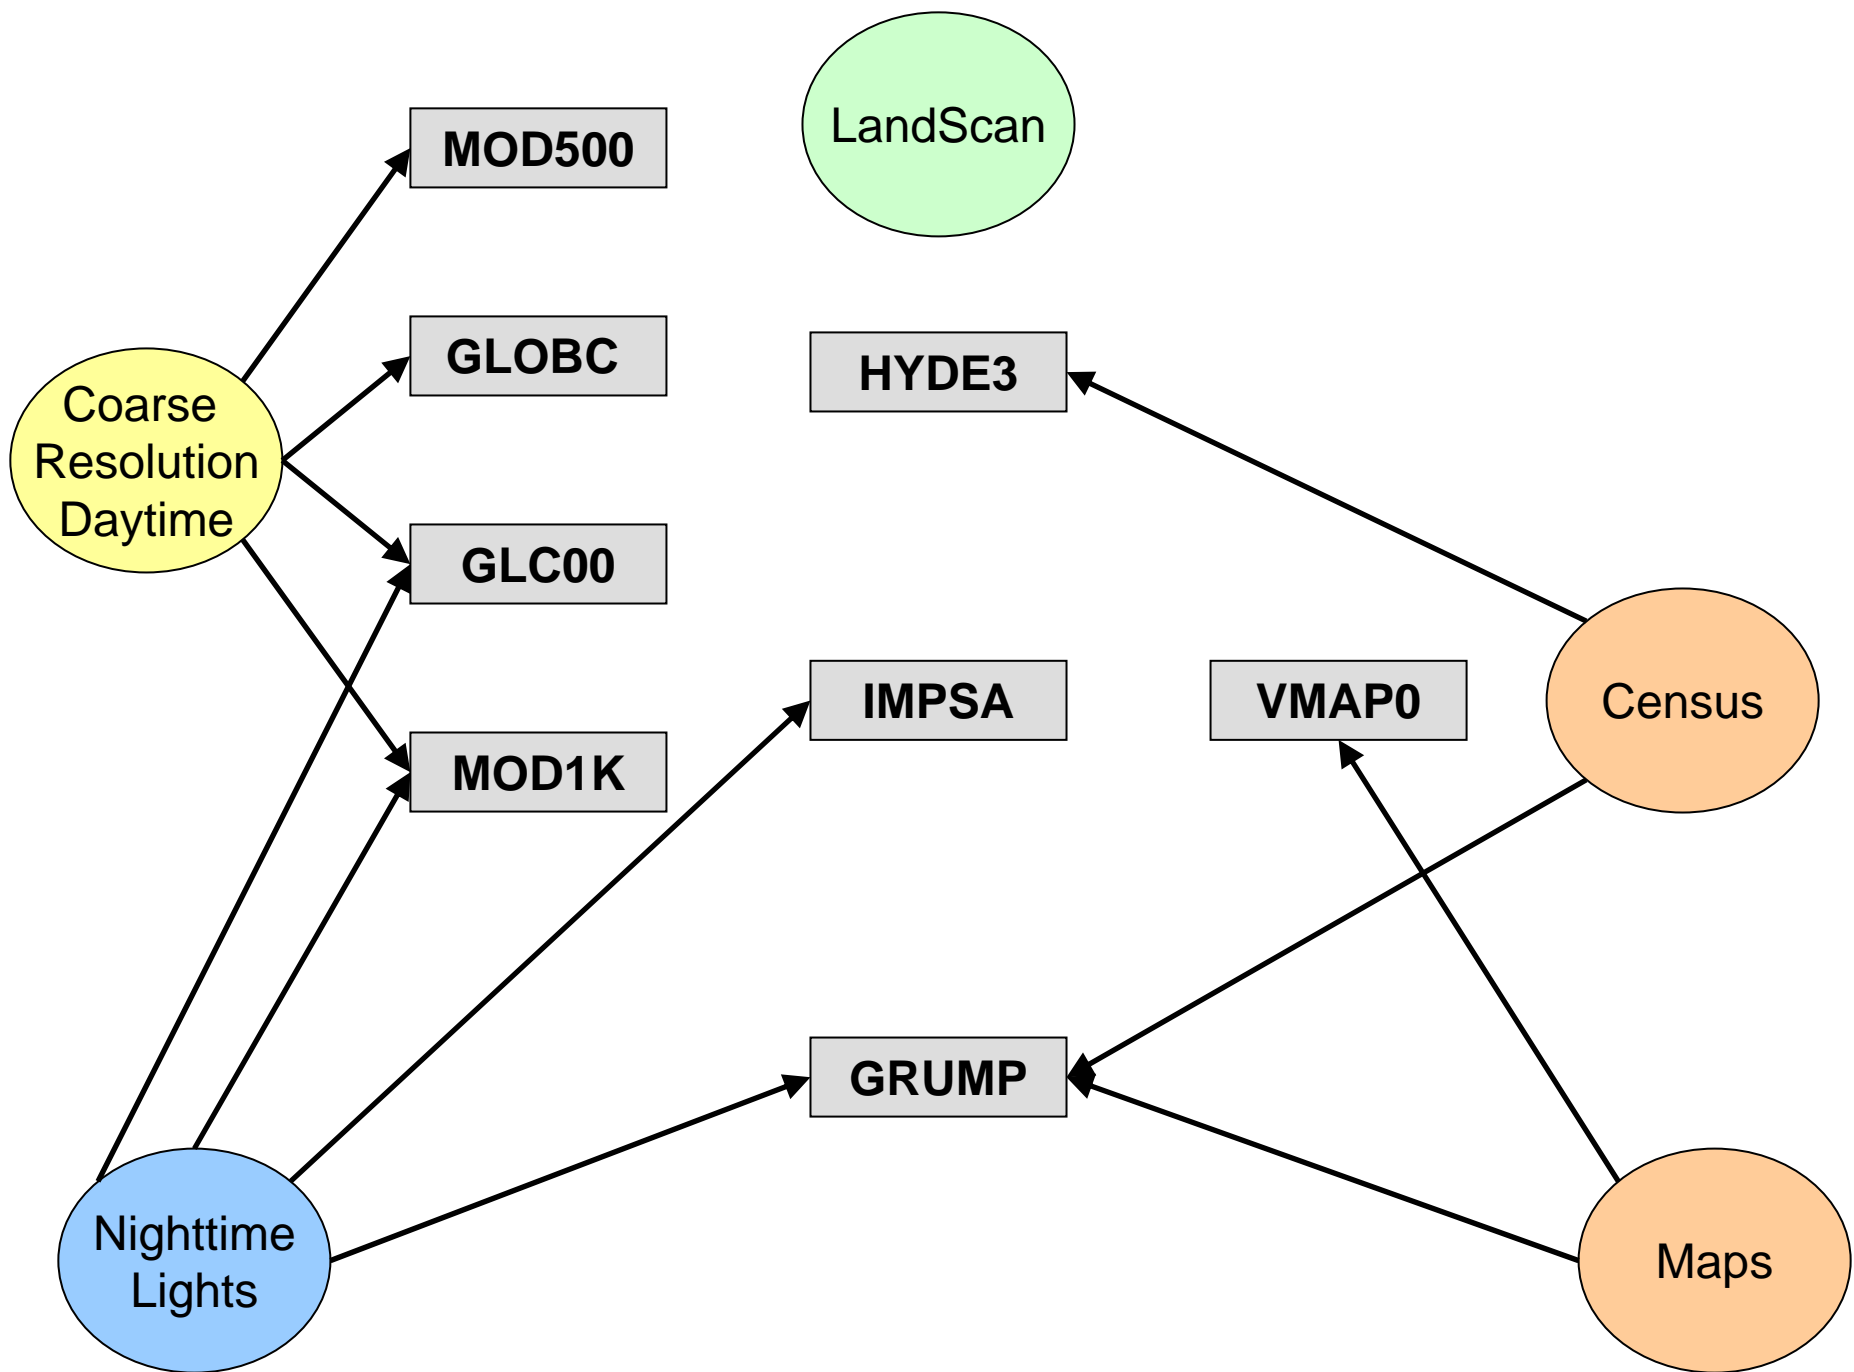 LandScan
MOD500
GLOBC
HYDE3
Coarse
Resolution
Daytime
GLC00
IMPSA
VMAP0
Census
MOD1K
GRUMP
Nighttime
Lights
Maps